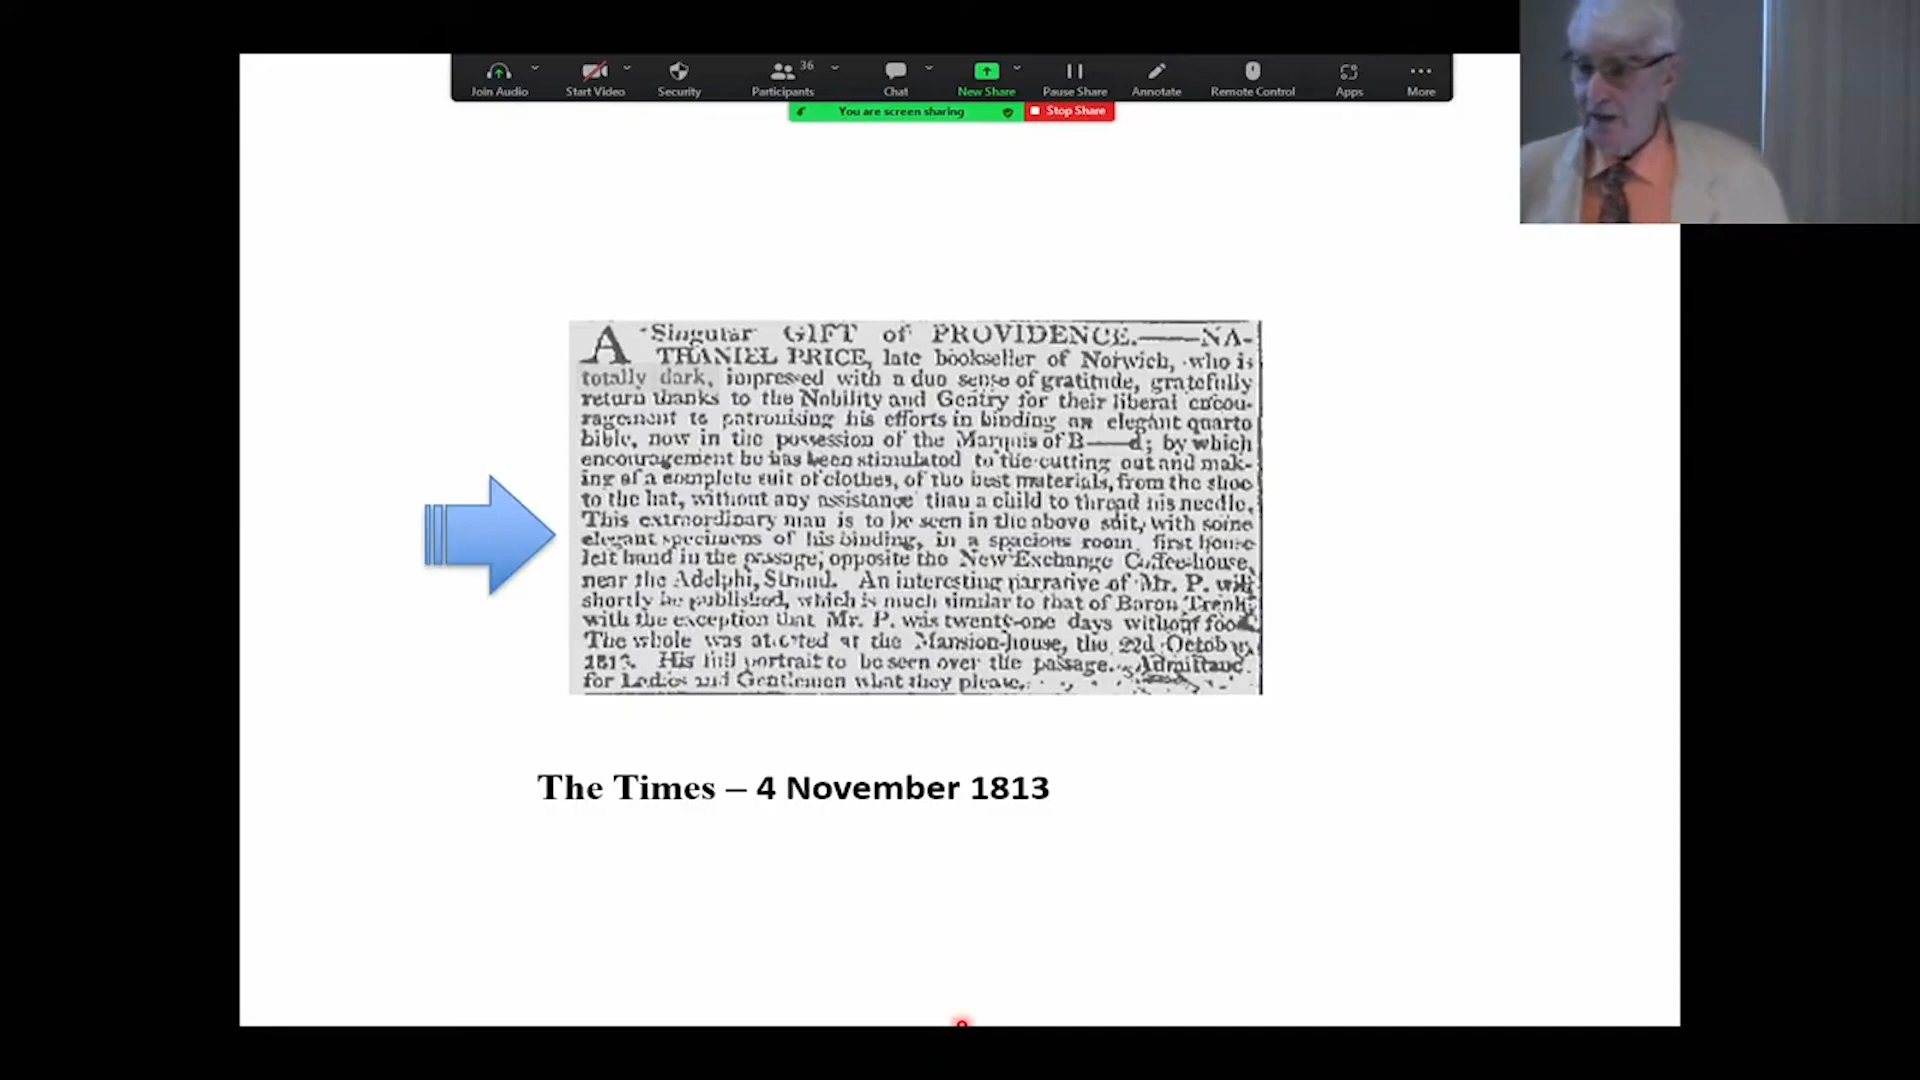 Join Audio
Start Video
Security
36
Participants
Chat
New Share
Pause Share
Annotate
Remote Control
Apps
More
You are screen sharing
Stop Share
A Singular GIFT of PROVIDENCE.——NA-
THANIEL PRICE, late bookseller of Norwich, who is
totally dark, impressed with a due sense of gratitude, gratefully
return thanks to the Nobility and Gentry for their liberal encou-
ragement to patronising his efforts in binding an elegant quarto
bible, now in the possession of the Marquis of B——d; by which
encouragement he has been stimulated to the cutting out and mak-
ing of a complete suit of clothes, of the best materials, from the shoe
to the hat, without any assistance than a child to thread his needle.
This extraordinary man is to be seen in the above suit, with some
elegant specimens of his binding, in a spacious room, first house
left hand in the passage, opposite the New Exchange Coffee-house,
near the Adelphi, Strand. An interesting narrative of Mr. P. will
shortly be published, which is much similar to that of Baron Trenk,
with the exception that Mr. P. was twenty-one days without food.
The whole was attested at the Mansion-house, the 22d October,
1813. His full portrait to be seen over the passage. Admittance
for Ladies and Gentlemen what they please.
The Times – 4 November 1813